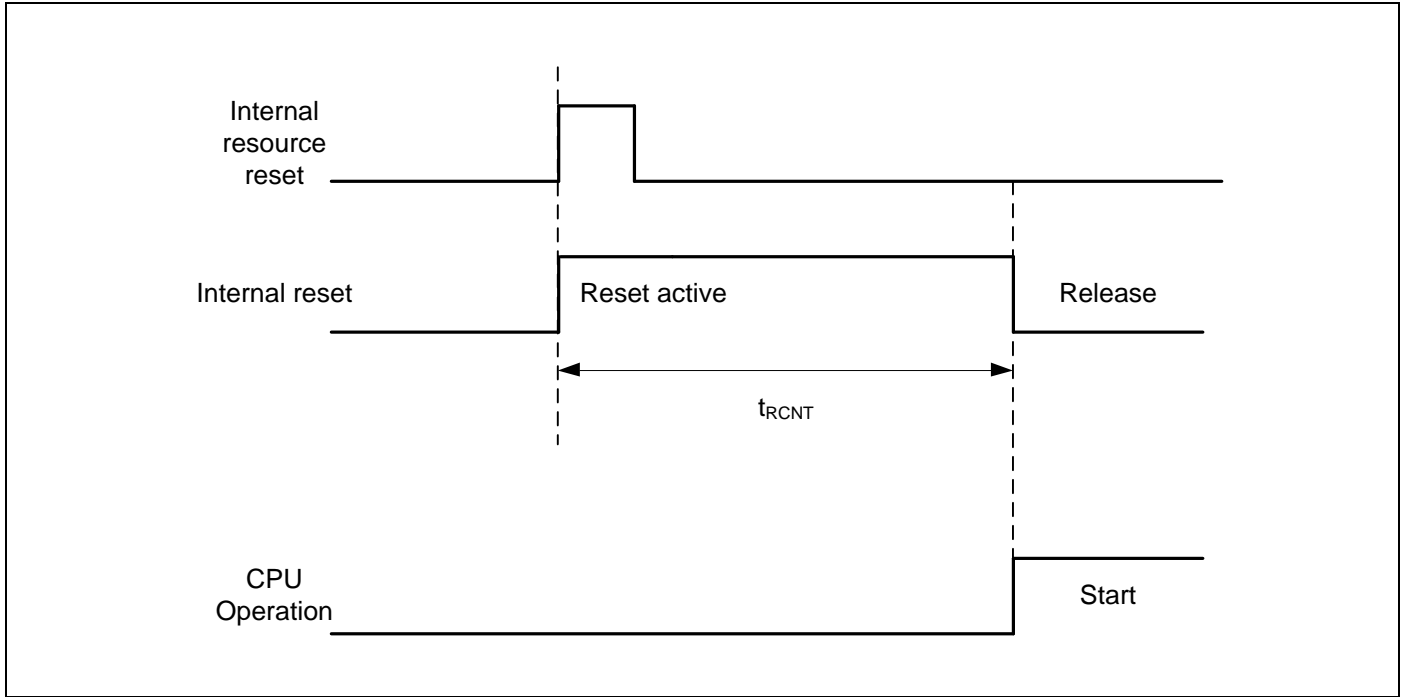 Internal
resource
reset
Internal reset
Reset active
Release
tRCNT
CPU
Operation
Start